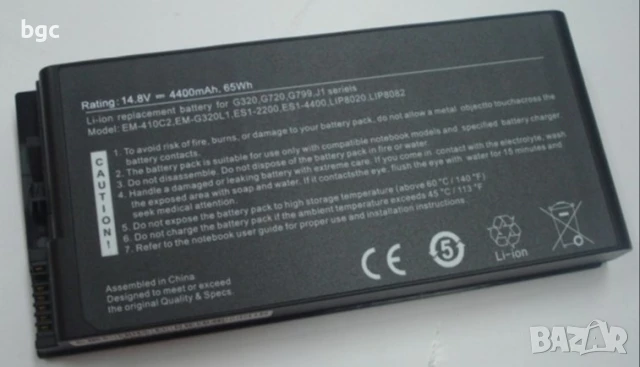 bgc
Rating: 14.8V 4400mAh, 65Wh
Li-ion replacement battery for G320,G720,G799,J1 serieis
Model: EM-410C2,EM-G320L1,ES1-2200,ES1-4400,LIP8020,LIP8082
CAUTION
1. To avoid risk of fire, burns, or damage to your battery pack, do not allow a metal objectto touchacross the
battery contacts.
2. The battery pack is suitable for use only with compatible notebook models and specified battery charger
3. Do not disassemble. Do not dispose of the battery pack in fire or water.
4. Handle a damaged or leaking battery with extreme care. If you contactthe electrolyte, wash
the exposed area with soap and water. If itcontactsthe eyes, flush the eye with water for 15 minutes and
seek medical attention.
5. Do not expose the battery pack to high storage temperature (above 60 °C / 140 °F)
6. Do not charge the battery pack if the ambient temperature exceeds 45 °C / 113 °F
7. Refer to the notebook user guide for proper use and installation instructions.
Assembled in China.
Designed to meet or exceed
the original Quality & Specs.
CE
5
Li-ion
BAZAR